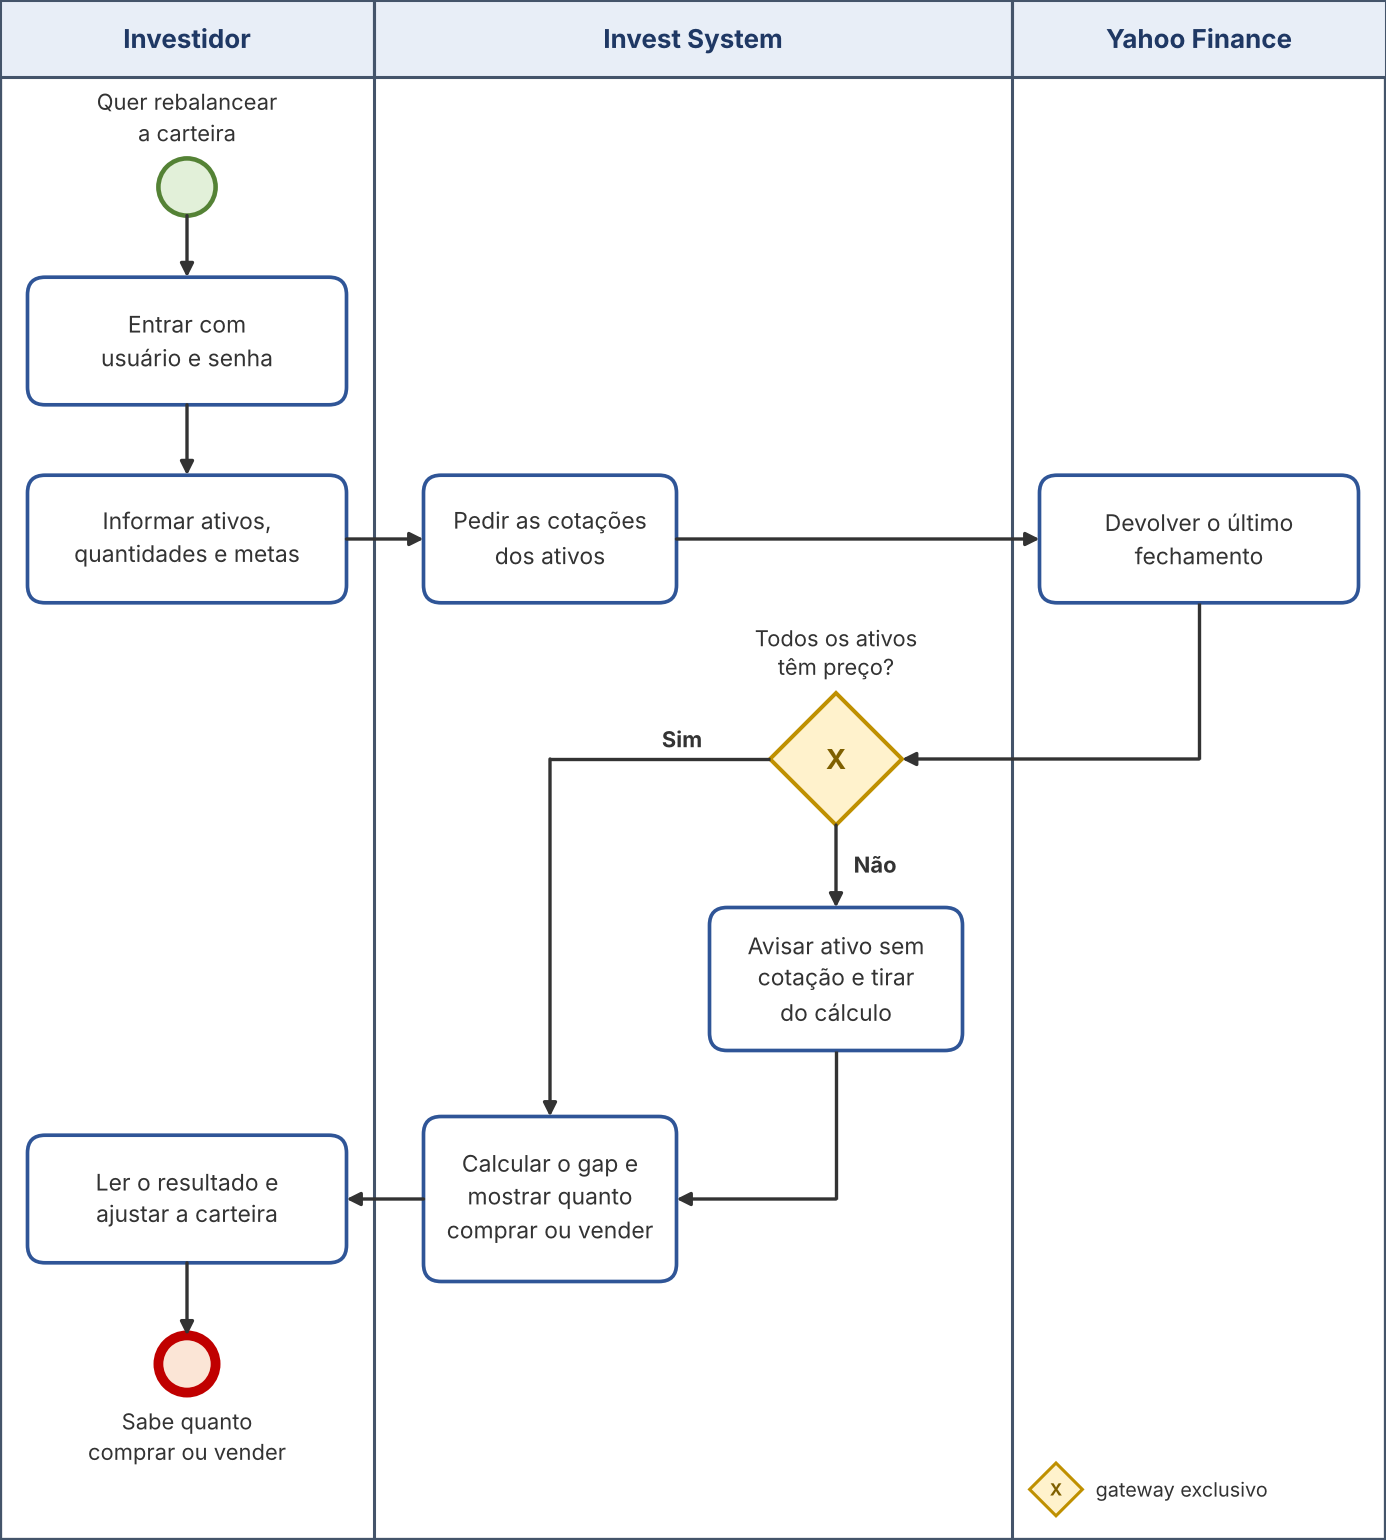 Investidor
Invest System
Yahoo Finance
Quer rebalancear
a carteira
Entrar com
usuário e senha
Informar ativos,
quantidades e metas
Pedir as cotações
dos ativos
Devolver o último
fechamento
Todos os ativos
têm preço?
X
Sim
Não
Avisar ativo sem
cotação e tirar
do cálculo
Calcular o gap e
mostrar quanto
comprar ou vender
Ler o resultado e
ajustar a carteira
Sabe quanto
comprar ou vender
X gateway exclusivo